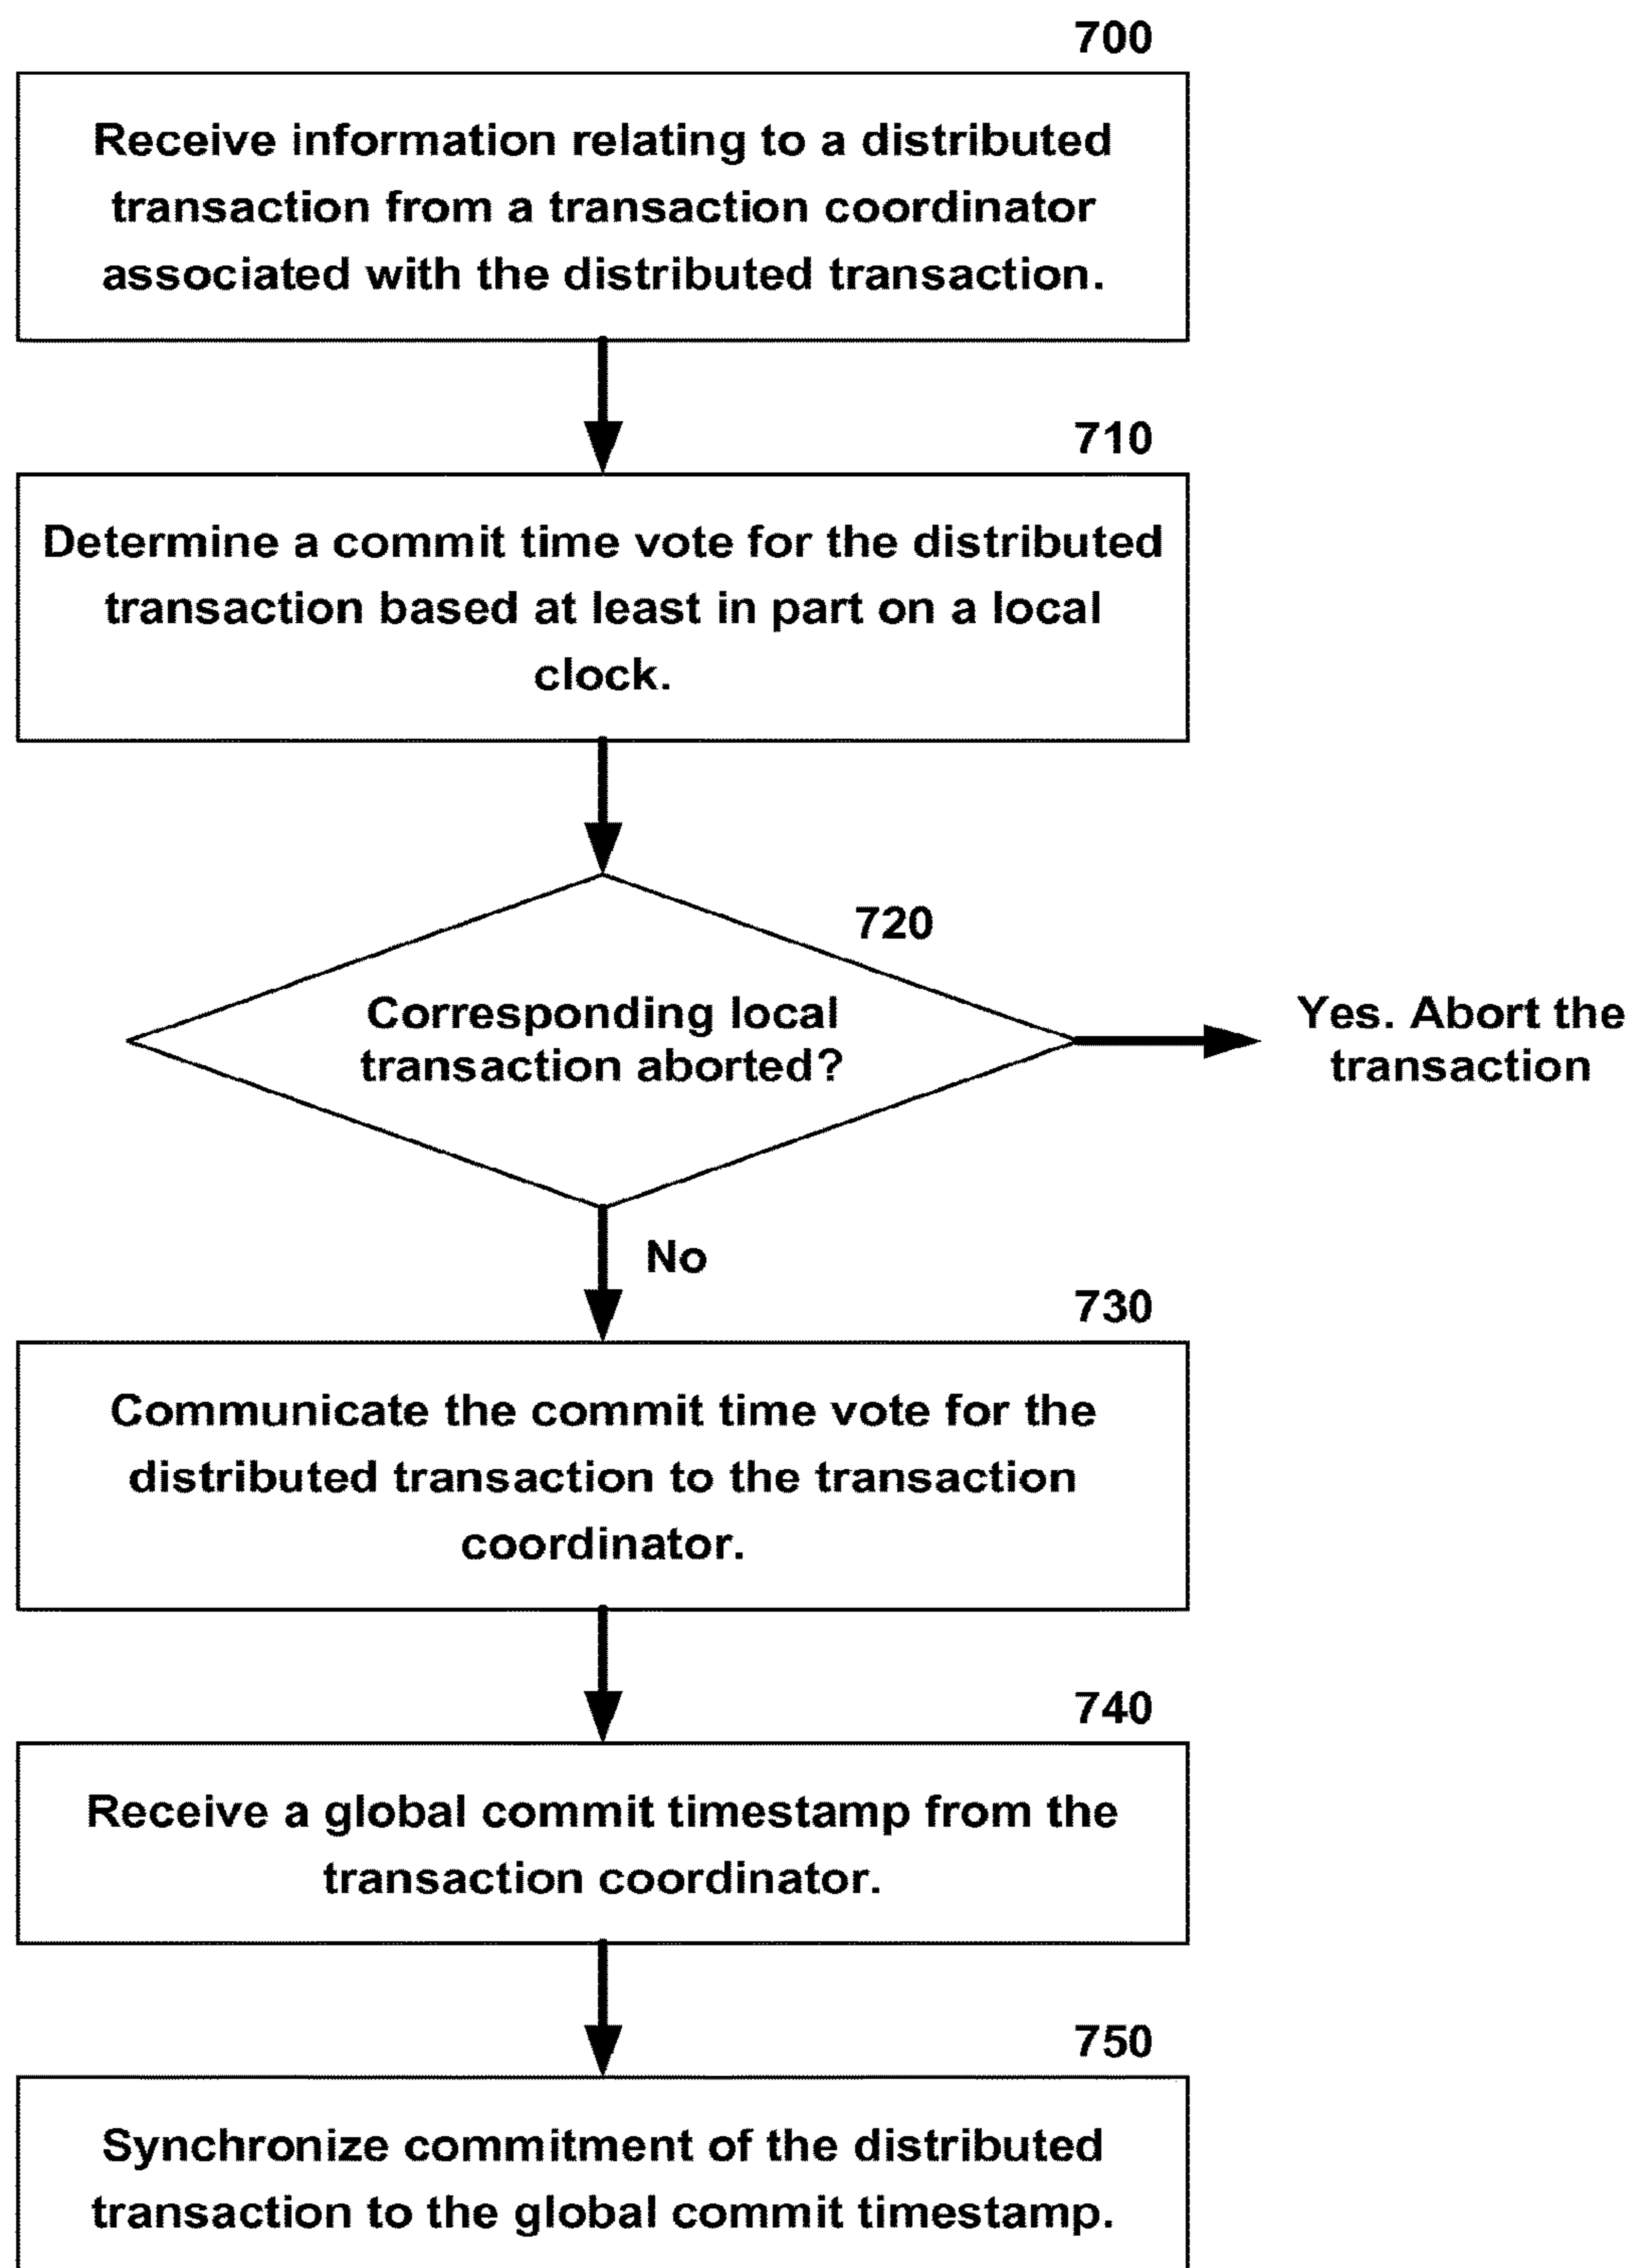 700
Receive information relating to a distributed
transaction from a transaction coordinator
associated with the distributed transaction.
710
Determine a commit time vote for the distributed
transaction based at least in part on a local
clock.
720
Corresponding local
transaction aborted?
Yes. Abort the
transaction
No
730
Communicate the commit time vote for the
distributed transaction to the transaction
coordinator.
740
Receive a global commit timestamp from the
transaction coordinator.
750
Synchronize commitment of the distributed
transaction to the global commit timestamp.